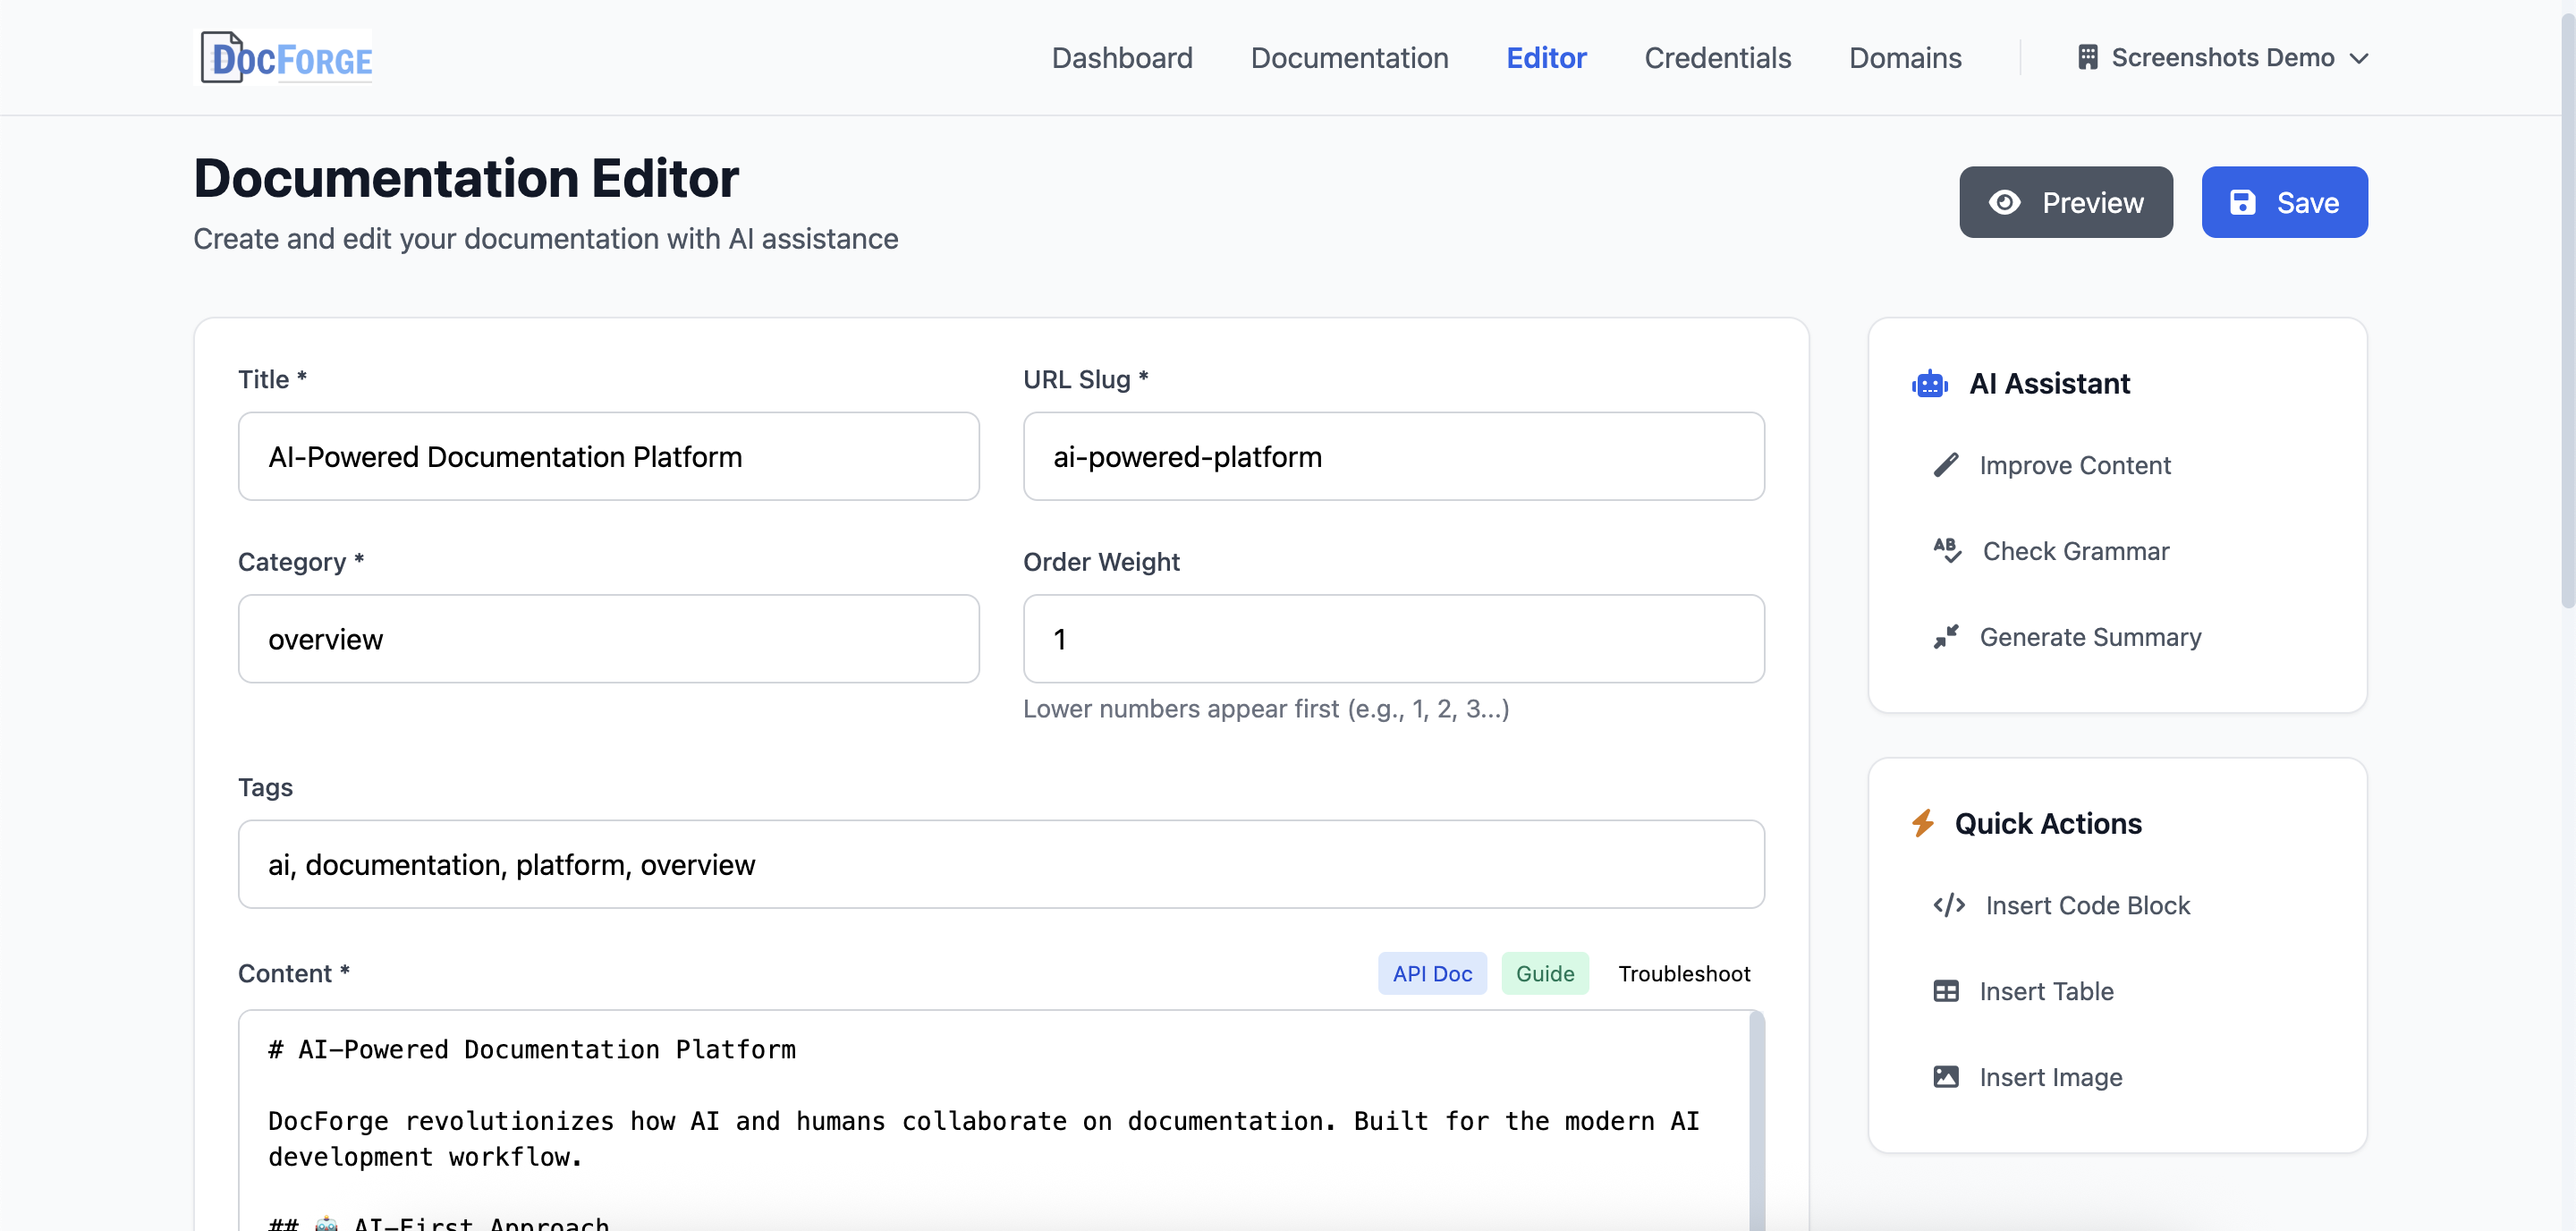 DocForge
Dashboard
Documentation
Editor
Credentials
Domains
Screenshots Demo
Documentation Editor
Create and edit your documentation with AI assistance
Preview
Save
Title *
URL Slug *
AI-Powered Documentation Platform
ai-powered-platform
Category *
Order Weight
overview
1
Lower numbers appear first (e.g., 1, 2, 3...)
Tags
ai, documentation, platform, overview
Content *
API Doc
Guide
Troubleshoot
# AI-Powered Documentation Platform
DocForge revolutionizes how AI and humans collaborate on documentation. Built for the modern AI
development workflow.
## 🤖 AI-First Approach
AI Assistant
Improve Content
Check Grammar
Generate Summary
Quick Actions
Insert Code Block
Insert Table
Insert Image